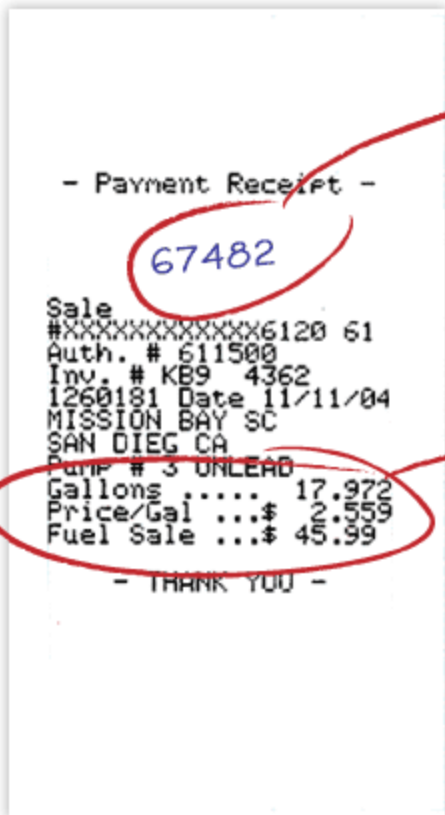 - Payment Receipt -
67482
Sale
#XXXXXXXXXXXX6120 61
Auth. # 611500
Inv. # KB9 4362
1260181 Date 11/11/04
MISSION BAY SC
SAN DIEG CA
Pump # 3 UNLEAD
Gallons ..... 17.972
Price/Gal ...$ 2.559
Fuel Sale ...$ 45.99
- THANK YOU -